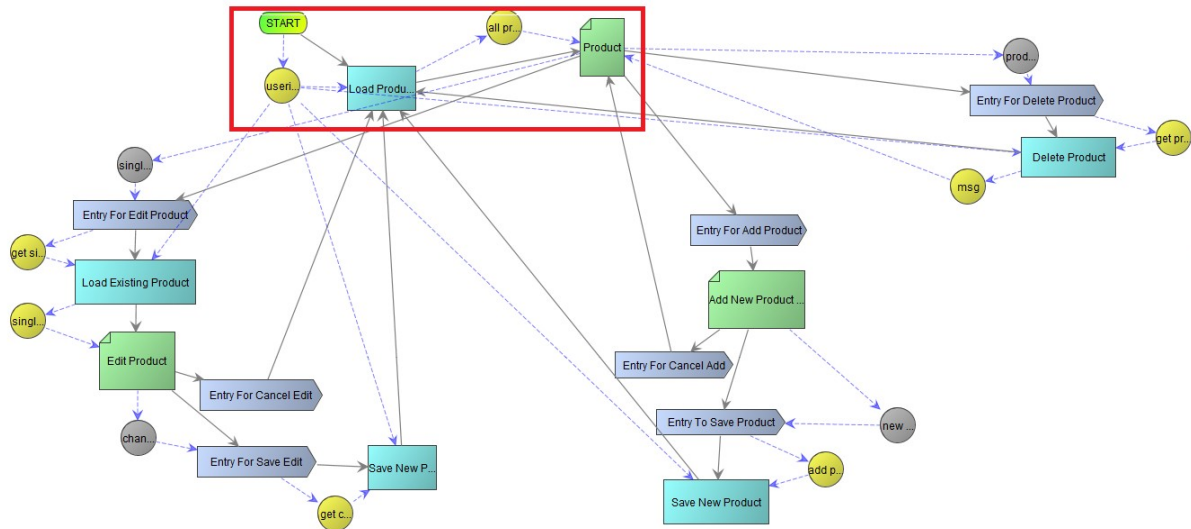 START
all pr...
Product
useri...
Load Produ...
prod...
Entry For Delete Product
get pr...
Delete Product
msg
singl...
Entry For Edit Product
get si...
Load Existing Product
singl...
Edit Product
Entry For Cancel Edit
chan...
Entry For Save Edit
get c...
Save New P...
Entry For Add Product
Add New Product ...
Entry For Cancel Add
Entry To Save Product
new ...
add p...
Save New Product